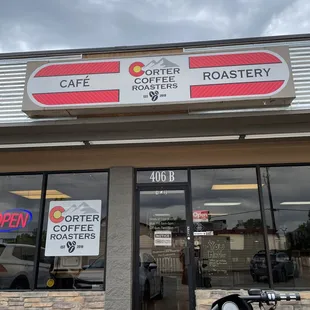 CAFÉ
CORTER
COFFEE
ROASTERS
ROASTERY
406 B
OPEN
CORTER
COFFEE
ROASTERS